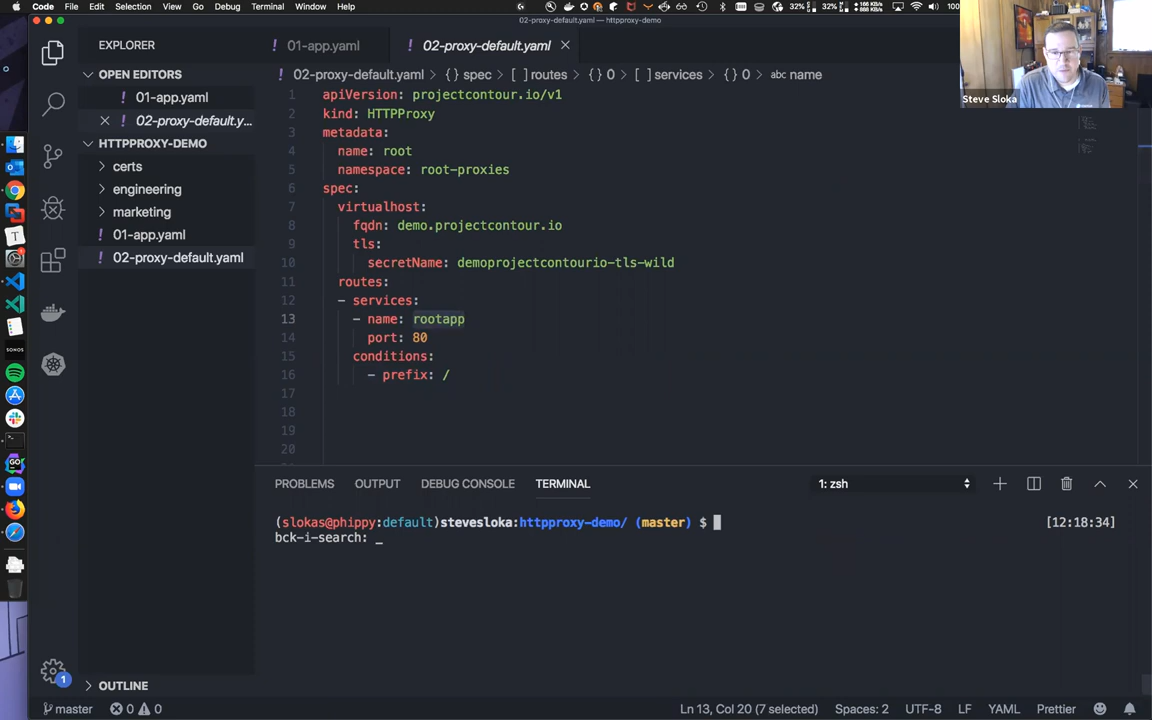 Code File Edit Selection View Go Debug Terminal Window Help
32% 32%
02-proxy-default.yaml — httpproxy-demo
EXPLORER
! 01-app.yaml
! 02-proxy-default.yaml
02-proxy-default.yaml > {} spec > [ ] routes > {} 0 > [ ] services > {} 0 > abc name
OPEN EDITORS
! 01-app.yaml
! 02-proxy-default.y...
HTTPPROXY-DEMO
certs
engineering
marketing
! 01-app.yaml
! 02-proxy-default.yaml
1 apiVersion: projectcontour.io/v1
2 kind: HTTPProxy
3 metadata:
4 name: root
5 namespace: root-proxies
6 spec:
7 virtualhost:
8 fqdn: demo.projectcontour.io
9 tls:
10 secretName: demoprojectcontourio-tls-wild
11 routes:
12 - services:
13 - name: rootapp
14 port: 80
15 conditions:
16 - prefix: /
17
18
19
20
Steve Sloka
PROBLEMS OUTPUT DEBUG CONSOLE TERMINAL
1: zsh
(slokas@phippy:default)stevesloka:httpproxy-demo/ (master) $ [12:18:34]
bck-i-search: _
OUTLINE
1
master 0 0
Ln 13, Col 20 (7 selected) Spaces: 2 UTF-8 LF YAML Prettier